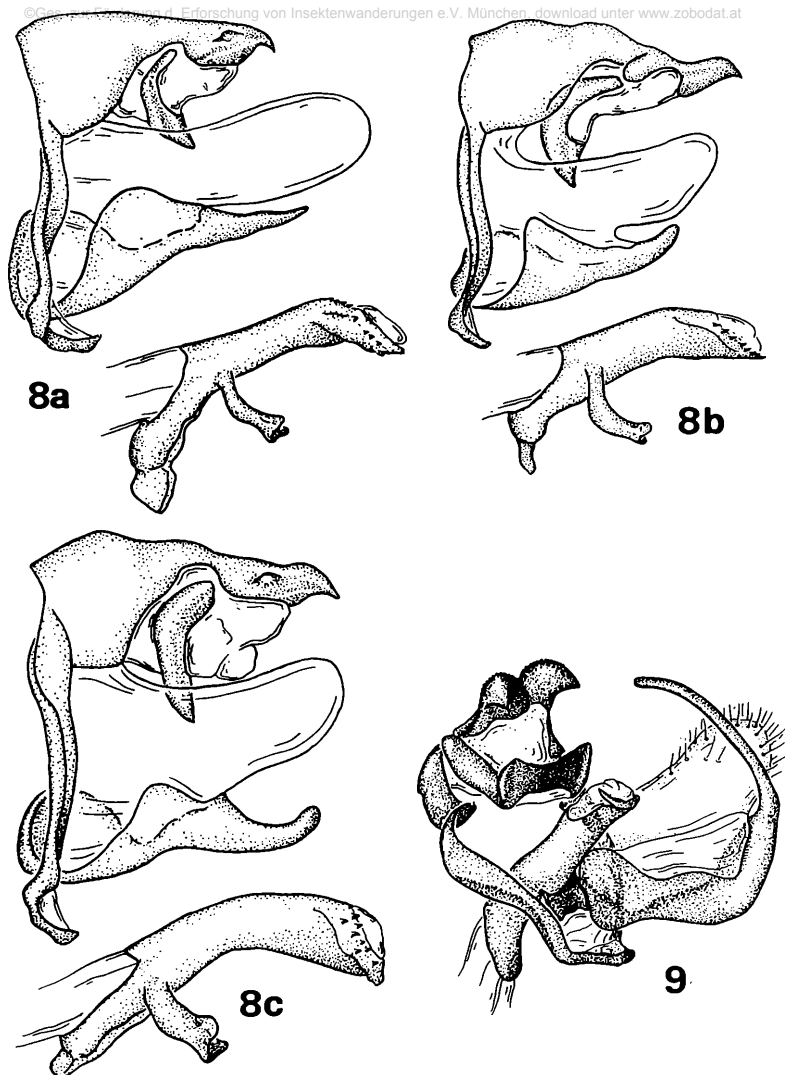 ©Ges. zur Förderung d. Erforschung von Insektenwanderungen e.V. München, download unter www.zobodat.at
8a
8b
8c
9